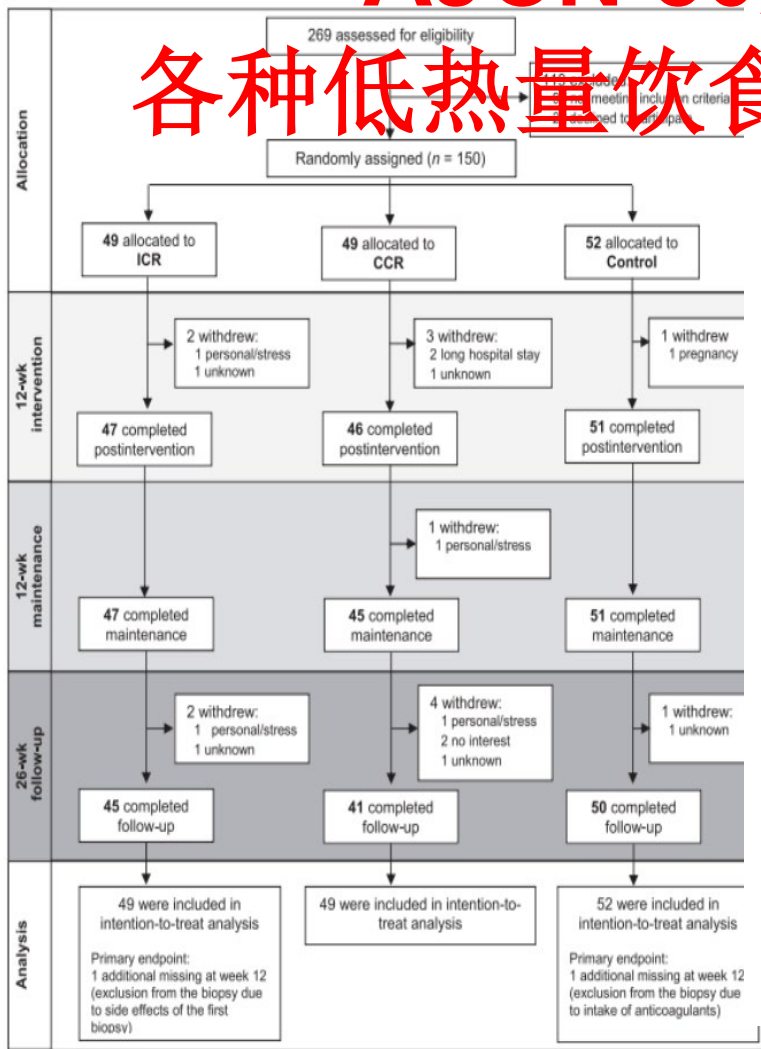 269 assessed for eligibility
各种低热量饮食
Randomly assigned (n = 150)
Allocation
49 allocated to
ICR
49 allocated to
CCR
52 allocated to
Control
12-wk
intervention
2 withdrew:
1 personal/stress
1 unknown
3 withdrew:
2 long hospital stay
1 unknown
1 withdrew
1 pregnancy
47 completed
postintervention
46 completed
postintervention
51 completed
postintervention
12-wk
maintenance
1 withdrew:
1 personal/stress
47 completed
maintenance
45 completed
maintenance
51 completed
maintenance
26-wk
follow-up
2 withdrew:
1 personal/stress
1 unknown
4 withdrew:
1 personal/stress
2 no interest
1 unknown
1 withdrew:
1 unknown
45 completed
follow-up
41 completed
follow-up
50 completed
follow-up
Analysis
49 were included in
intention-to-treat analysis
Primary endpoint:
1 additional missing at week 12
(exclusion from the biopsy due
to side effects of the first
biopsy)
49 were included in intention-to-
treat analysis
52 were included in
intention-to-treat analysis
Primary endpoint:
1 additional missing at week 12
(exclusion from the biopsy due
to intake of anticoagulants)